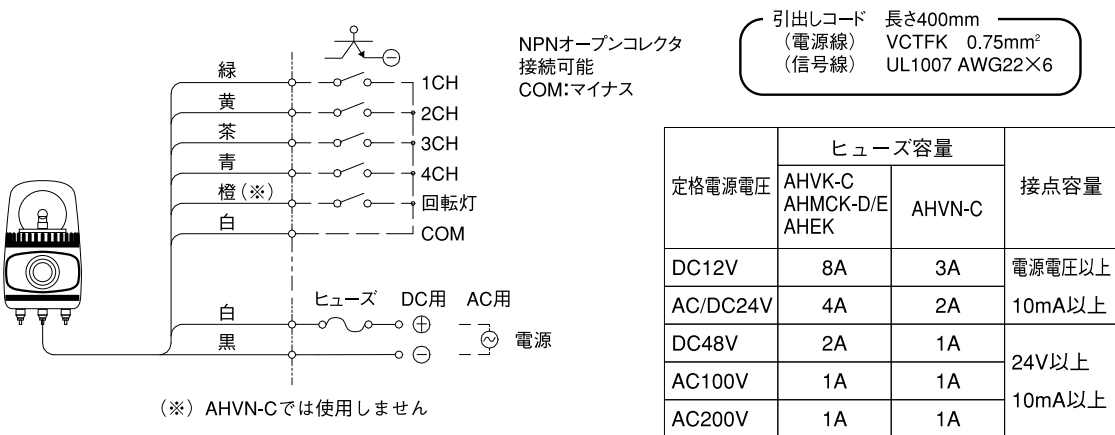 緑
黄
茶
青
橙(※)
白
1CH
2CH
3CH
4CH
回転灯
COM
NPNオープンコレクタ
接続可能
COM:マイナス
白
黒
ヒューズ
DC用
AC用
電源
(※) AHVN-Cでは使用しません
引出しコード 長さ400mm
(電源線) VCTFK 0.75mm²
(信号線) UL1007 AWG22×6
定格電源電圧 ヒューズ容量 接点容量
AHVK-C
AHMCK-D/E
AHEK
AHVN-C
DC12V 8A 3A 電源電圧以上
AC/DC24V 4A 2A 10mA以上
DC48V 2A 1A
24V以上
AC100V 1A 1A
10mA以上
AC200V 1A 1A